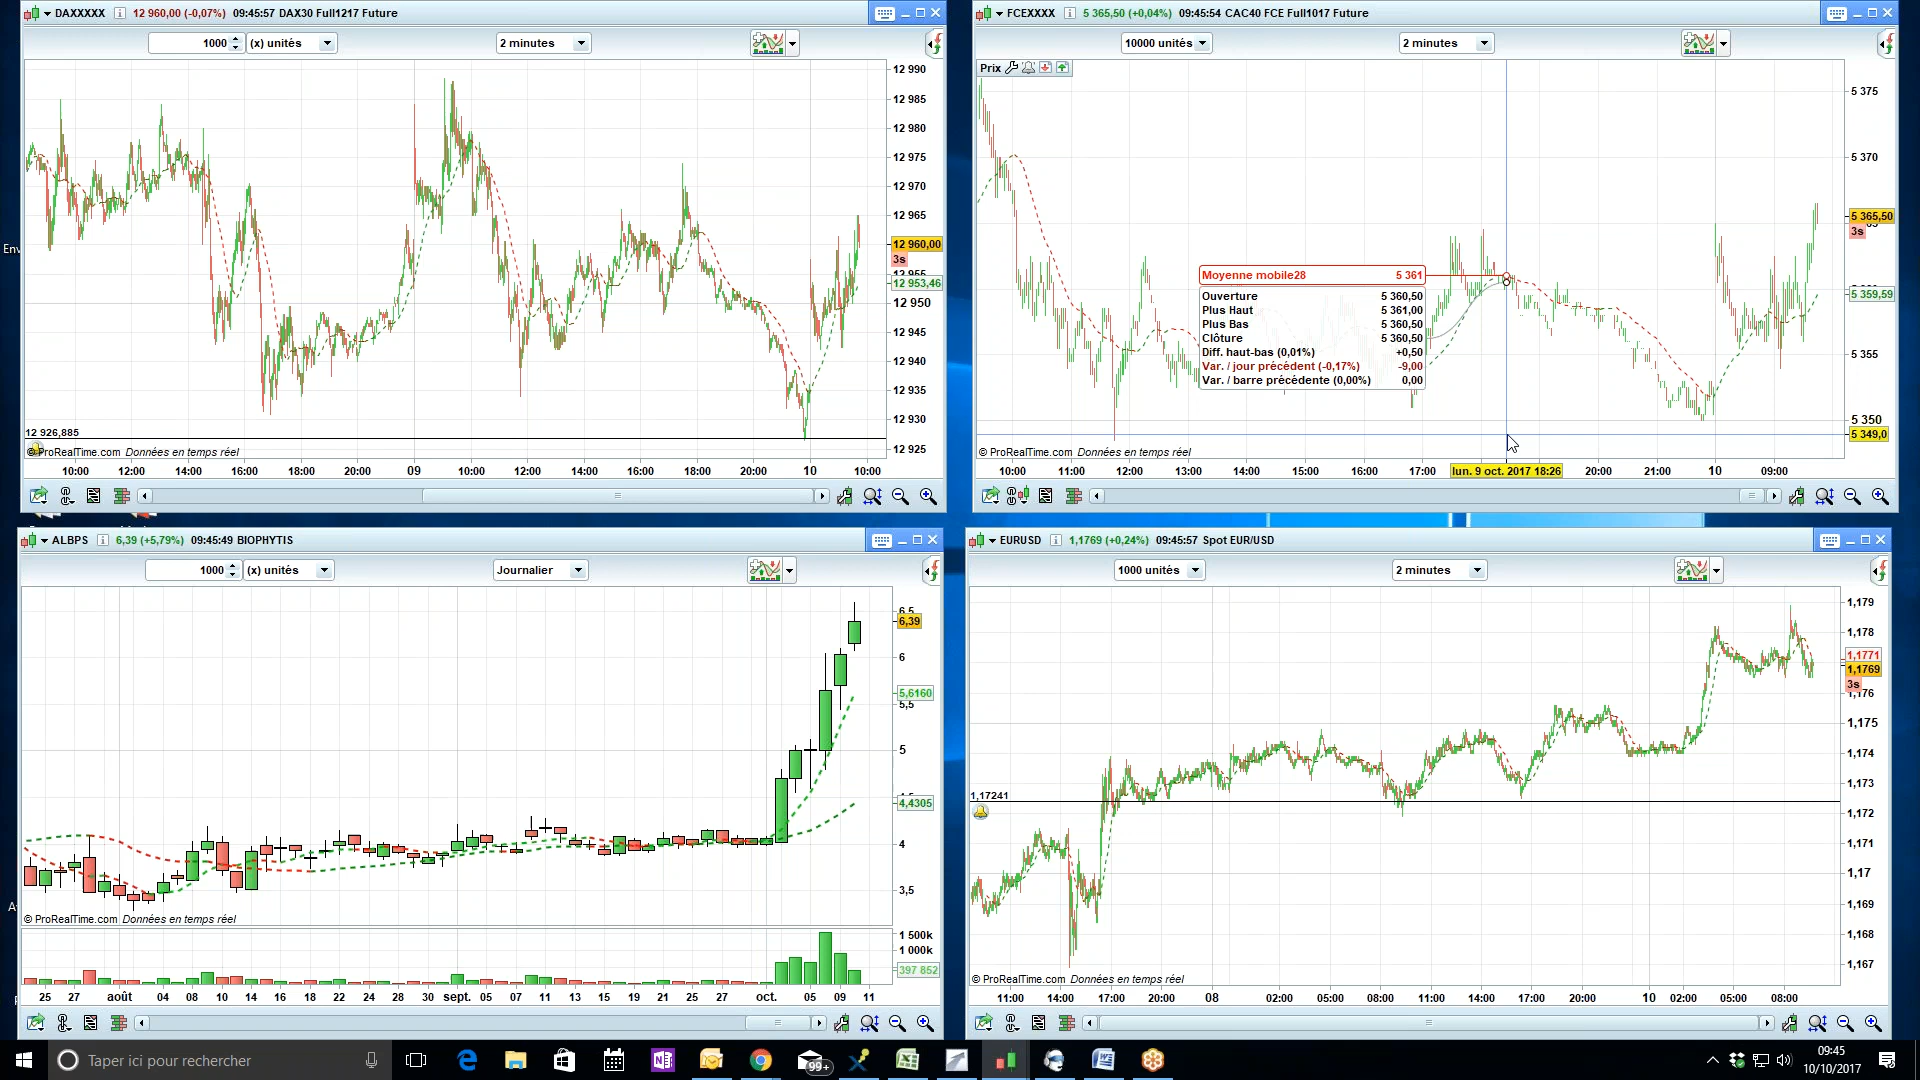 DAXXXXX 12 960,00 (-0,07%) 09:45:57 DAX30 Full1217 Future
1000 (x) unités 2 minutes
12 990
12 985
12 980
12 975
12 970
12 965
12 960,00
3s
12 955
12 953,46
12 950
12 945
12 940
12 935
12 930
12 925
12 926,885
© ProRealTime.com Données en temps réel
10:00 12:00 14:00 16:00 18:00 20:00 09 10:00 12:00 14:00 16:00 18:00 20:00 10 10:00
FCEXXXX 5 365,50 (+0,04%) 09:45:54 CAC40 FCE Full1017 Future
10000 unités 2 minutes
Prix
5 375
5 370
5 365,50
3s
5 359,59
5 355
5 350
5 349,0
Moyenne mobile28 5 361
Ouverture 5 360,50
Plus Haut 5 361,00
Plus Bas 5 360,50
Clôture 5 360,50
Diff. haut-bas (0,01%) +0,50
Var. / jour précédent (-0,17%) -9,00
Var. / barre précédente (0,00%) 0,00
© ProRealTime.com Données en temps réel
10:00 11:00 12:00 13:00 14:00 15:00 16:00 17:00 lun. 9 oct. 2017 18:26 20:00 21:00 10 09:00
Env
ALBPS 6,39 (+5,79%) 09:45:49 BIOPHYTIS
1000 (x) unités Journalier
6,5
6,39
6
5,6160
5,5
5
4,5
4,4305
4
3,5
© ProRealTime.com Données en temps réel
1 500k
1 000k
397 852
25 27 août 04 08 10 14 16 18 22 24 28 30 sept. 05 07 11 13 15 19 21 25 27 oct. 05 09 11
EURUSD 1,1769 (+0,24%) 09:45:57 Spot EUR/USD
1000 unités 2 minutes
1,179
1,178
1,1771
1,1769
3s
1,176
1,175
1,174
1,173
1,172
1,171
1,17
1,169
1,168
1,167
1,17241
© ProRealTime.com Données en temps réel
11:00 14:00 17:00 20:00 08 02:00 05:00 08:00 11:00 14:00 17:00 20:00 10 02:00 05:00 08:00
Taper ici pour rechercher
99+
09:45
10/10/2017